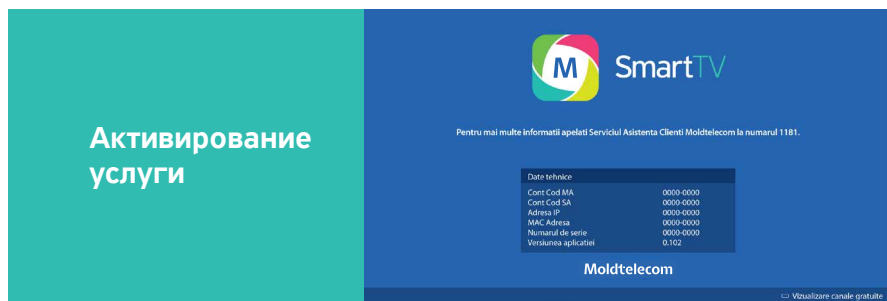 Активирование
услуги
M SmartTV
Pentru mai multe informatii apelati Serviciul Asistenta Clienti Moldtelecom la numarul 1181.
Date tehnice
Cont Cod MA 0000-0000
Cont Cod SA 0000-0000
Adresa IP 0000-0000
MAC Adresa 0000-0000
Numarul de serie 0000-0000
Versiunea aplicatiei 0.102
Moldtelecom
Vizualizare canale gratuite